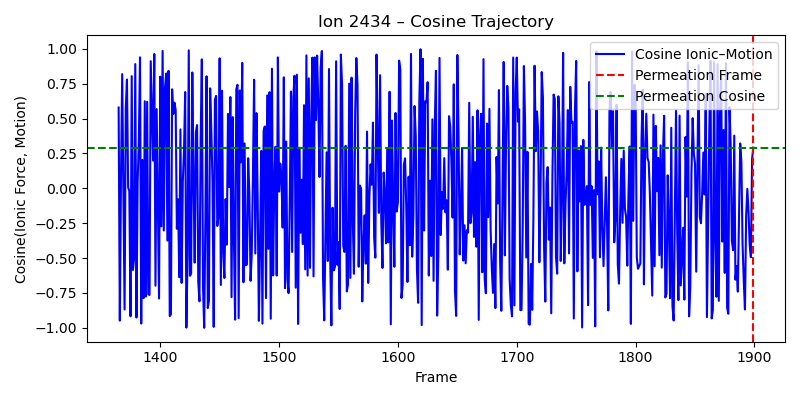 Ion 2434 – Cosine Trajectory
Cosine(Ionic Force, Motion)
1.00
0.75
0.50
0.25
0.00
−0.25
−0.50
−0.75
−1.00
Cosine Ionic–Motion
Permeation Frame
Permeation Cosine
1400 1500 1600 1700 1800 1900
Frame